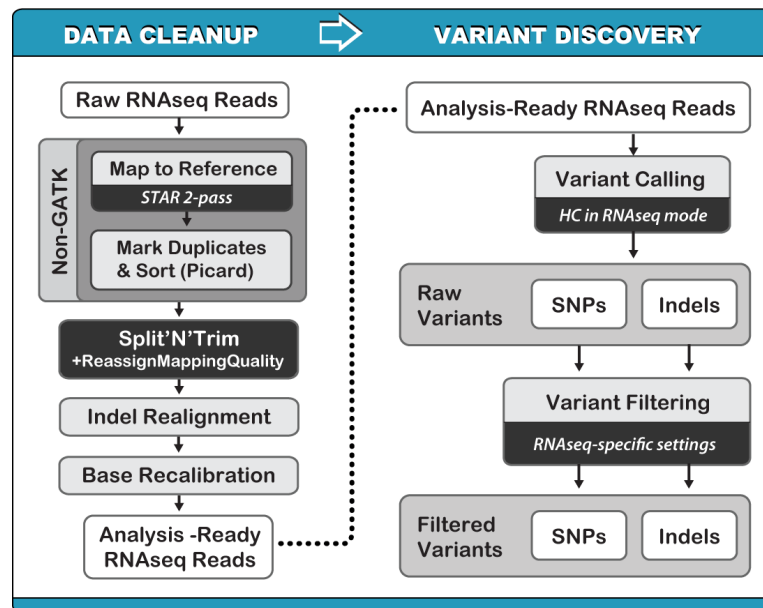 DATA CLEANUP
VARIANT DISCOVERY
Raw RNAseq Reads
Non-GATK
Map to Reference
STAR 2-pass
Mark Duplicates
& Sort (Picard)
Split'N'Trim
+ReassignMappingQuality
Indel Realignment
Base Recalibration
Analysis -Ready
RNAseq Reads
Analysis-Ready RNAseq Reads
Variant Calling
HC in RNAseq mode
Raw
Variants
SNPs
Indels
Variant Filtering
RNAseq-specific settings
Filtered
Variants
SNPs
Indels